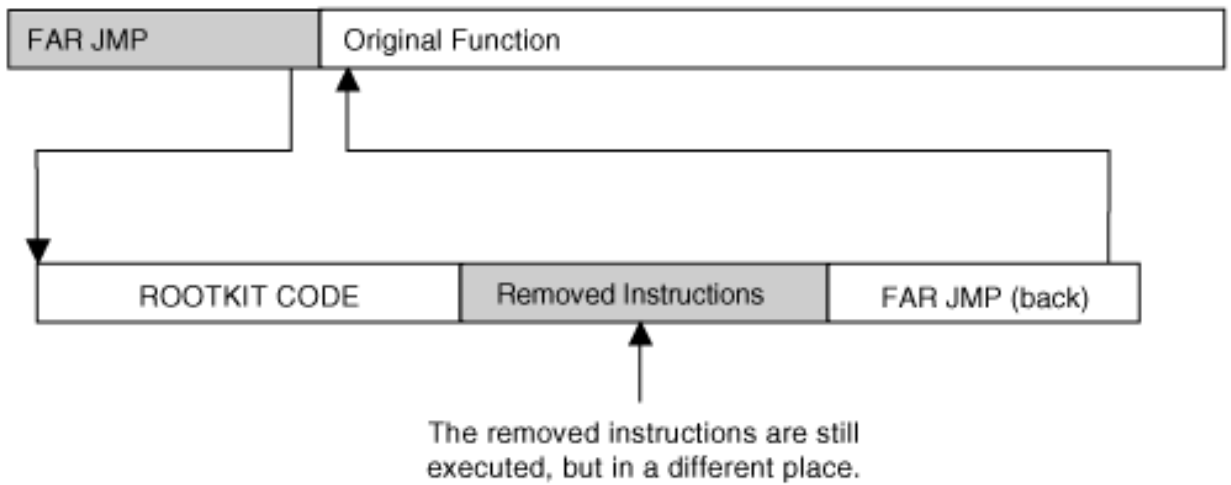 FAR JMP
Original Function
ROOTKIT CODE
Removed Instructions
FAR JMP (back)
The removed instructions are still
executed, but in a different place.